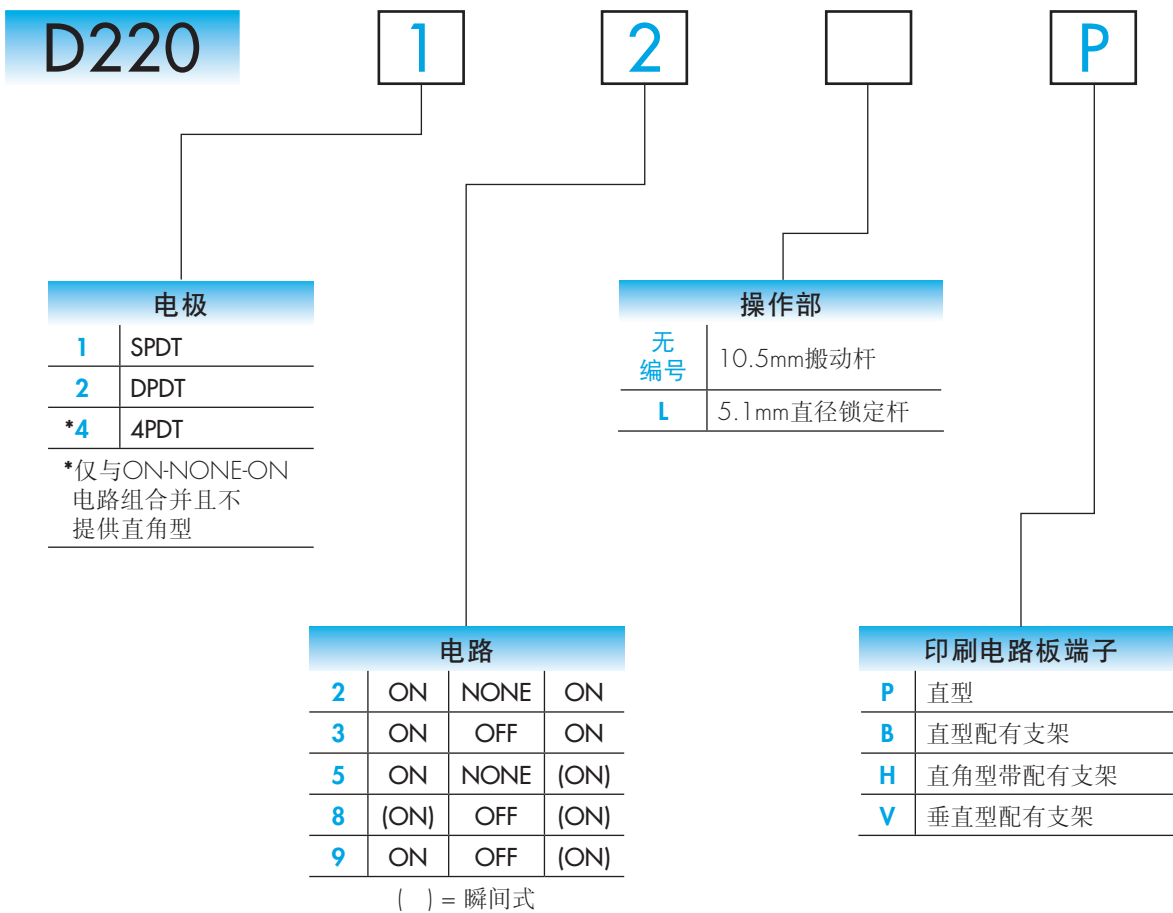 D220 1 2 P
电极
1 SPDT
2 DPDT
*4 4PDT
*仅与ON-NONE-ON
电路组合并且不
提供直角型
操作部
无
编号 10.5mm搬动杆
L 5.1mm直径锁定杆
电路
2 ON NONE ON
3 ON OFF ON
5 ON NONE (ON)
8 (ON) OFF (ON)
9 ON OFF (ON)
( ) = 瞬间式
印刷电路板端子
P 直型
B 直型配有支架
H 直角型带配有支架
V 垂直型配有支架